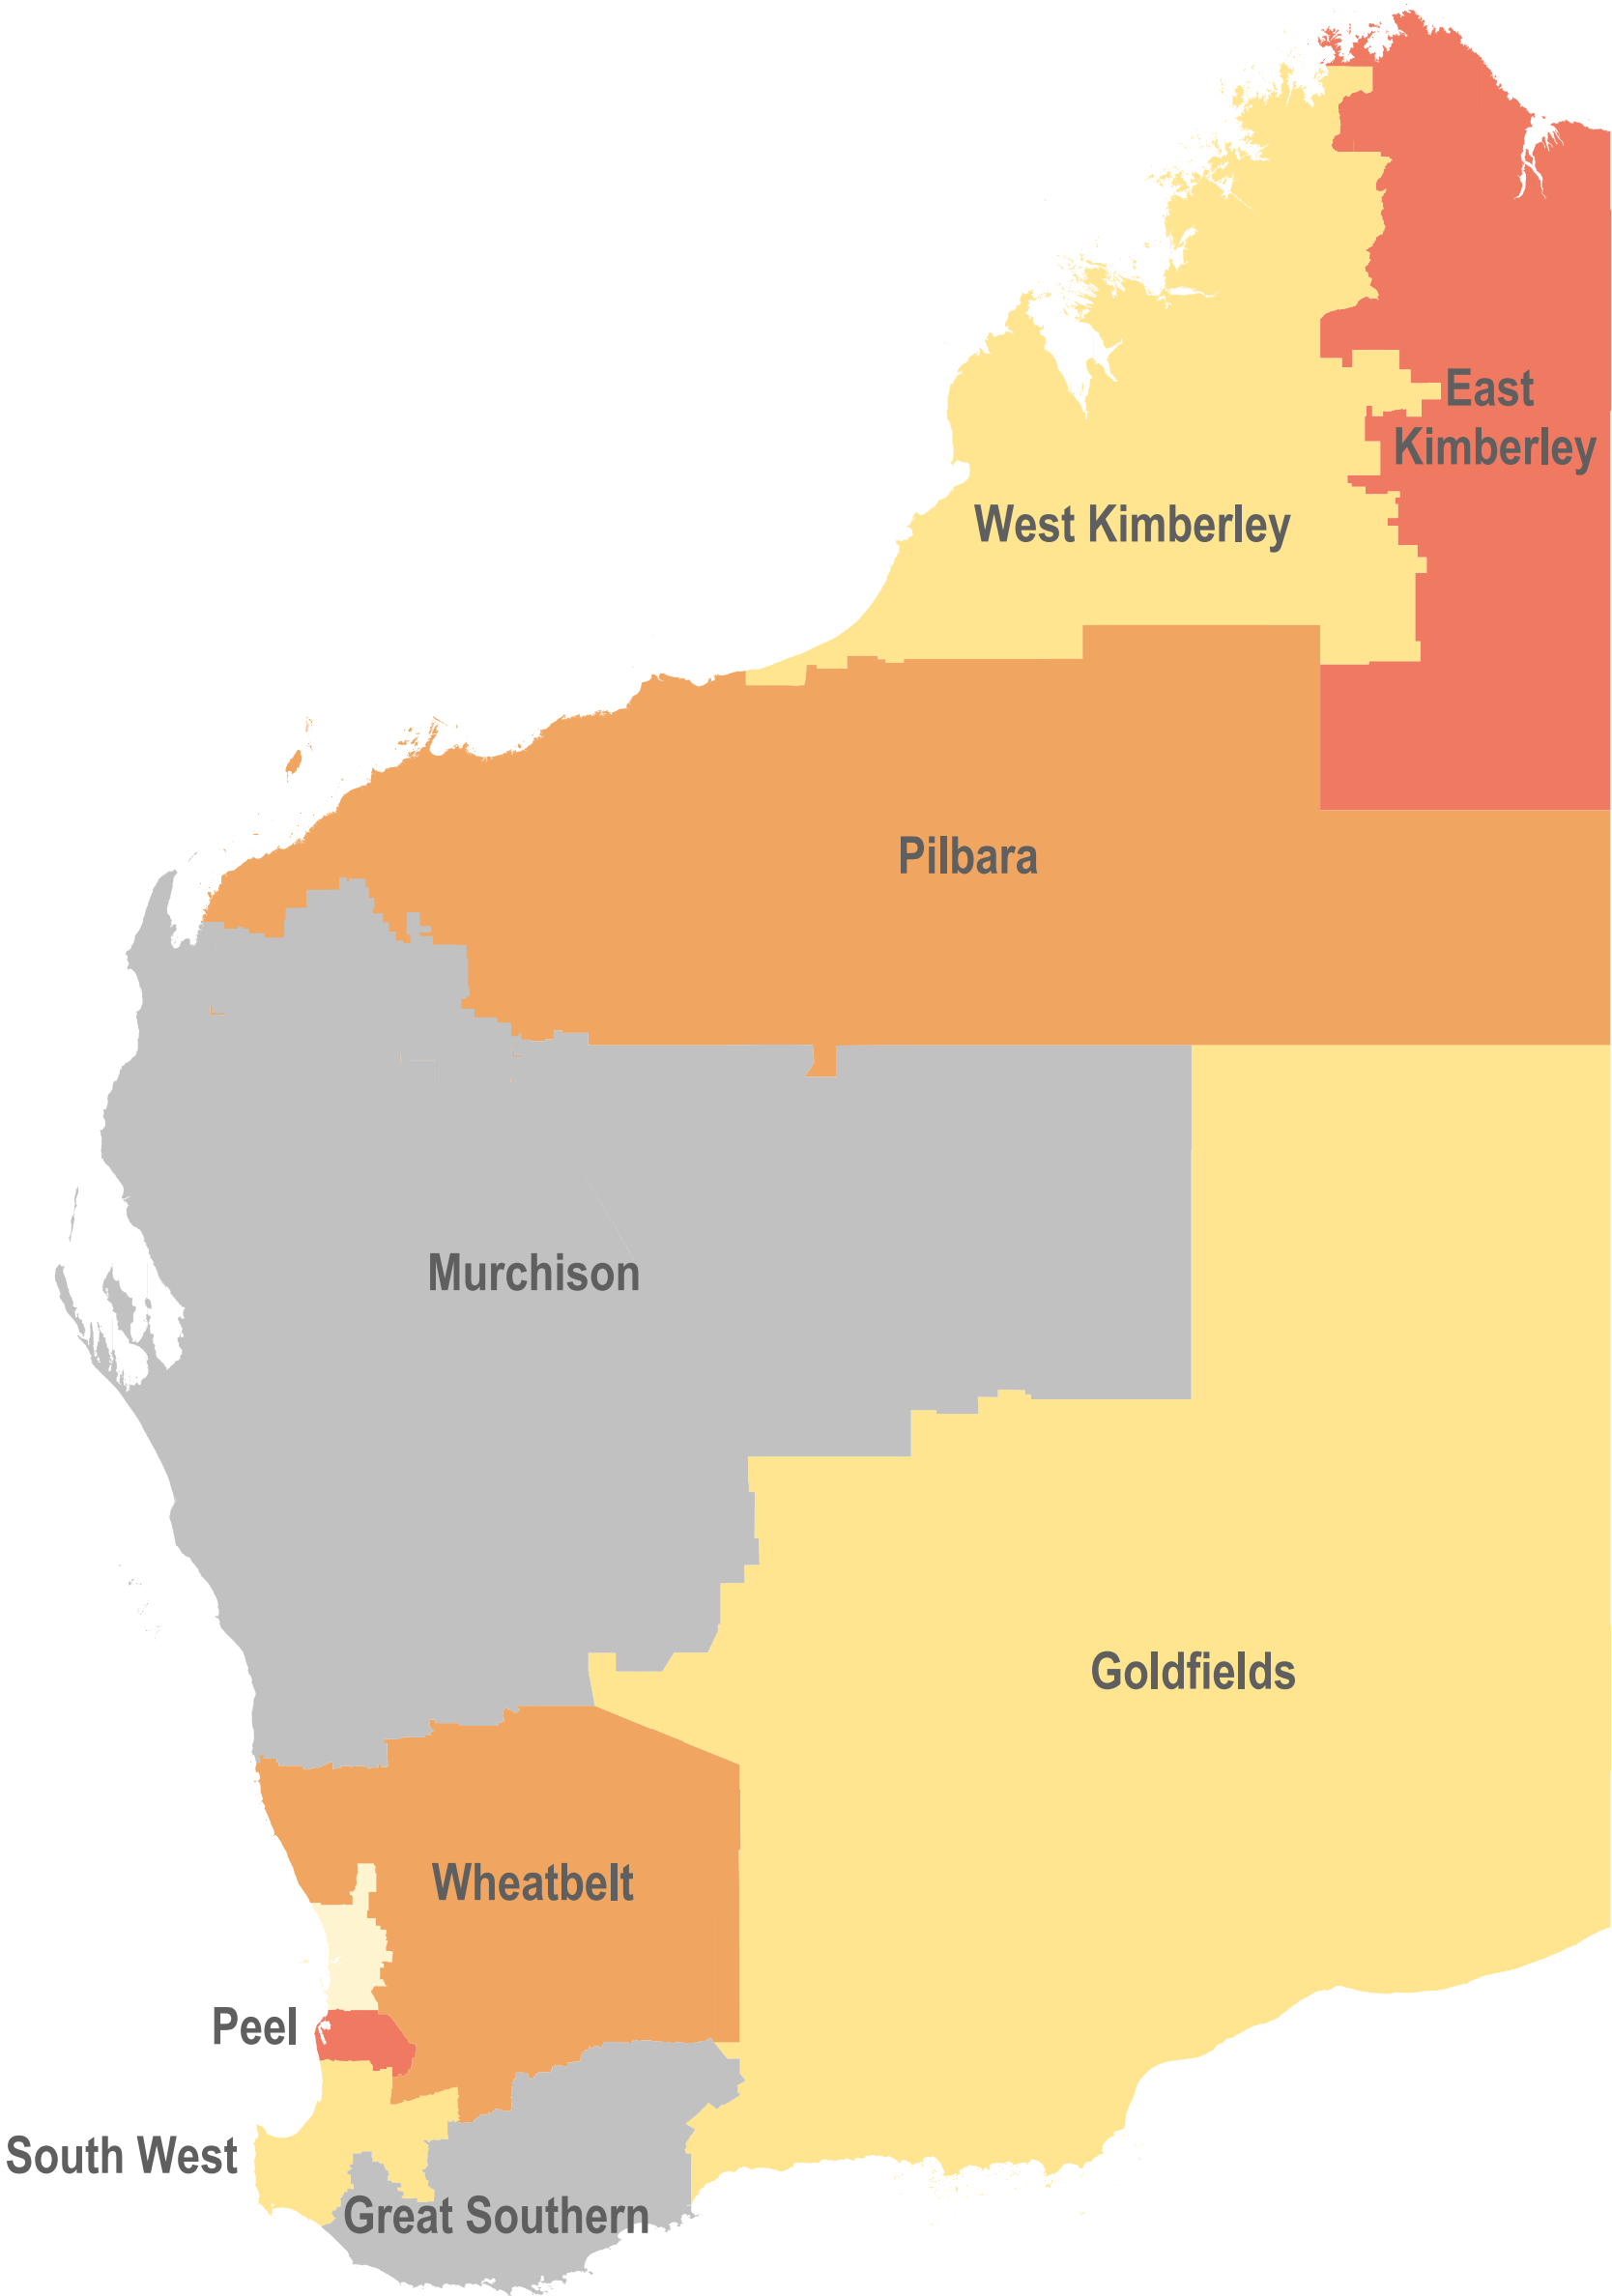 East
Kimberley
West Kimberley
Pilbara
Murchison
Goldfields
Wheatbelt
Peel
South West
Great Southern